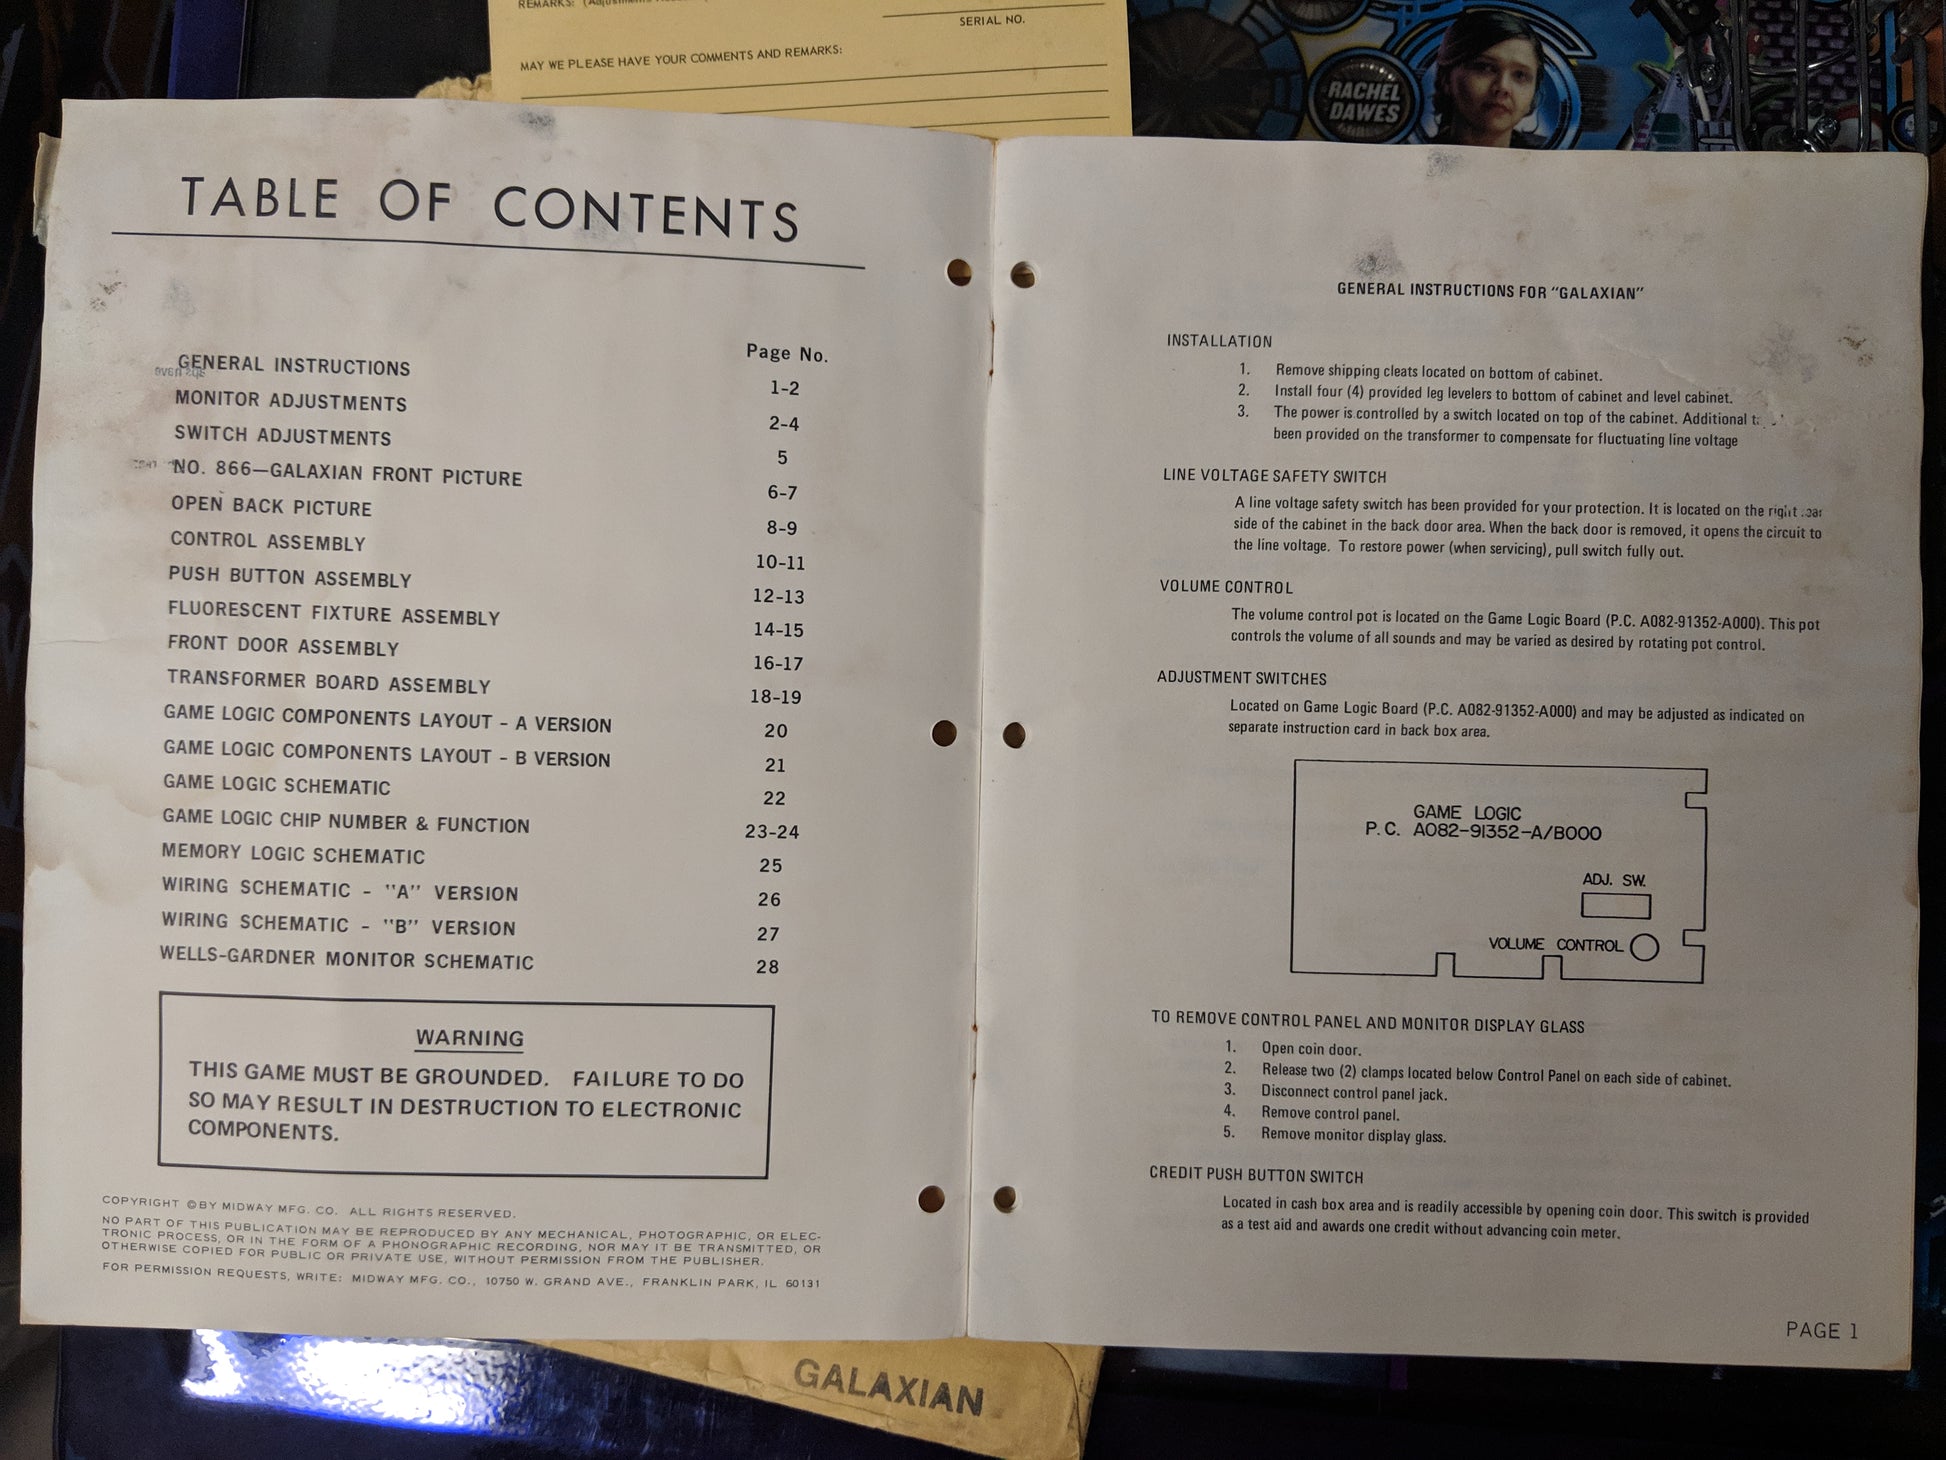 REMARKS:
SERIAL NO.
MAY WE PLEASE HAVE YOUR COMMENTS AND REMARKS:
RACHEL
DAWES
TABLE OF CONTENTS
Page No.
GENERAL INSTRUCTIONS 1-2
MONITOR ADJUSTMENTS 2-4
SWITCH ADJUSTMENTS 5
NO. 866—GALAXIAN FRONT PICTURE 6-7
OPEN BACK PICTURE 8-9
CONTROL ASSEMBLY 10-11
PUSH BUTTON ASSEMBLY 12-13
FLUORESCENT FIXTURE ASSEMBLY 14-15
FRONT DOOR ASSEMBLY 16-17
TRANSFORMER BOARD ASSEMBLY 18-19
GAME LOGIC COMPONENTS LAYOUT - A VERSION 20
GAME LOGIC COMPONENTS LAYOUT - B VERSION 21
GAME LOGIC SCHEMATIC 22
GAME LOGIC CHIP NUMBER & FUNCTION 23-24
MEMORY LOGIC SCHEMATIC 25
WIRING SCHEMATIC - "A" VERSION 26
WIRING SCHEMATIC - "B" VERSION 27
WELLS-GARDNER MONITOR SCHEMATIC 28
WARNING
THIS GAME MUST BE GROUNDED. FAILURE TO DO
SO MAY RESULT IN DESTRUCTION TO ELECTRONIC
COMPONENTS.
COPYRIGHT © BY MIDWAY MFG. CO. ALL RIGHTS RESERVED.
NO PART OF THIS PUBLICATION MAY BE REPRODUCED BY ANY MECHANICAL, PHOTOGRAPHIC, OR ELEC-
TRONIC PROCESS, OR IN THE FORM OF A PHONOGRAPHIC RECORDING, NOR MAY IT BE TRANSMITTED, OR
OTHERWISE COPIED FOR PUBLIC OR PRIVATE USE, WITHOUT PERMISSION FROM THE PUBLISHER.
FOR PERMISSION REQUESTS, WRITE: MIDWAY MFG. CO., 10750 W. GRAND AVE., FRANKLIN PARK, IL 60131
GENERAL INSTRUCTIONS FOR "GALAXIAN"
INSTALLATION
1. Remove shipping cleats located on bottom of cabinet.
2. Install four (4) provided leg levelers to bottom of cabinet and level cabinet.
3. The power is controlled by a switch located on top of the cabinet. Additional
been provided on the transformer to compensate for fluctuating line voltage
LINE VOLTAGE SAFETY SWITCH
A line voltage safety switch has been provided for your protection. It is located on the right
side of the cabinet in the back door area. When the back door is removed, it opens the circuit to
the line voltage. To restore power (when servicing), pull switch fully out.
VOLUME CONTROL
The volume control pot is located on the Game Logic Board (P.C. A082-91352-A000). This pot
controls the volume of all sounds and may be varied as desired by rotating pot control.
ADJUSTMENT SWITCHES
Located on Game Logic Board (P.C. A082-91352-A000) and may be adjusted as indicated on
separate instruction card in back box area.
GAME LOGIC
P.C. A082-91352-A/B000
ADJ. SW.
VOLUME CONTROL
TO REMOVE CONTROL PANEL AND MONITOR DISPLAY GLASS
1. Open coin door.
2. Release two (2) clamps located below Control Panel on each side of cabinet.
3. Disconnect control panel jack.
4. Remove control panel.
5. Remove monitor display glass.
CREDIT PUSH BUTTON SWITCH
Located in cash box area and is readily accessible by opening coin door. This switch is provided
as a test aid and awards one credit without advancing coin meter.
PAGE 1
GALAXIAN